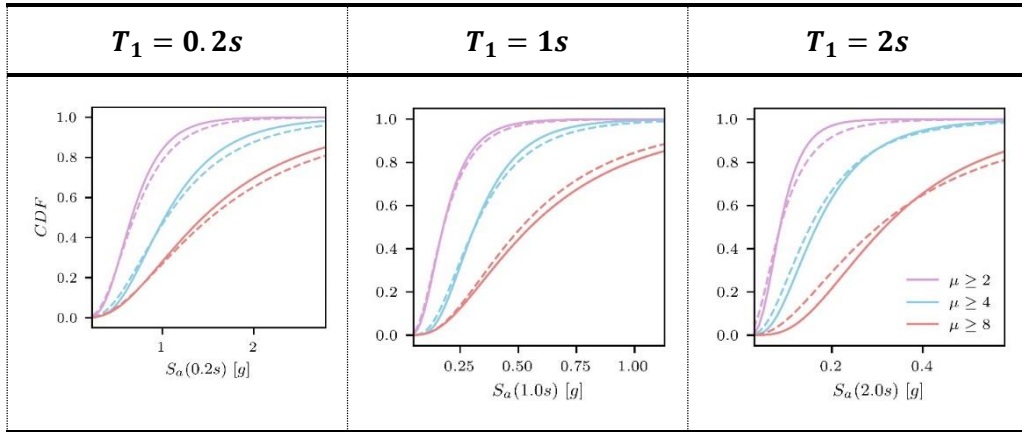 T₁ = 0.2s
T₁ = 1s
T₁ = 2s
CDF
1.0
0.8
0.6
0.4
0.2
0.0
1 2
Sₐ(0.2s) [g]
1.0
0.8
0.6
0.4
0.2
0.0
0.25 0.50 0.75 1.00
Sₐ(1.0s) [g]
1.0
0.8
0.6
0.4
0.2
0.0
μ ≥ 2
μ ≥ 4
μ ≥ 8
0.2 0.4
Sₐ(2.0s) [g]